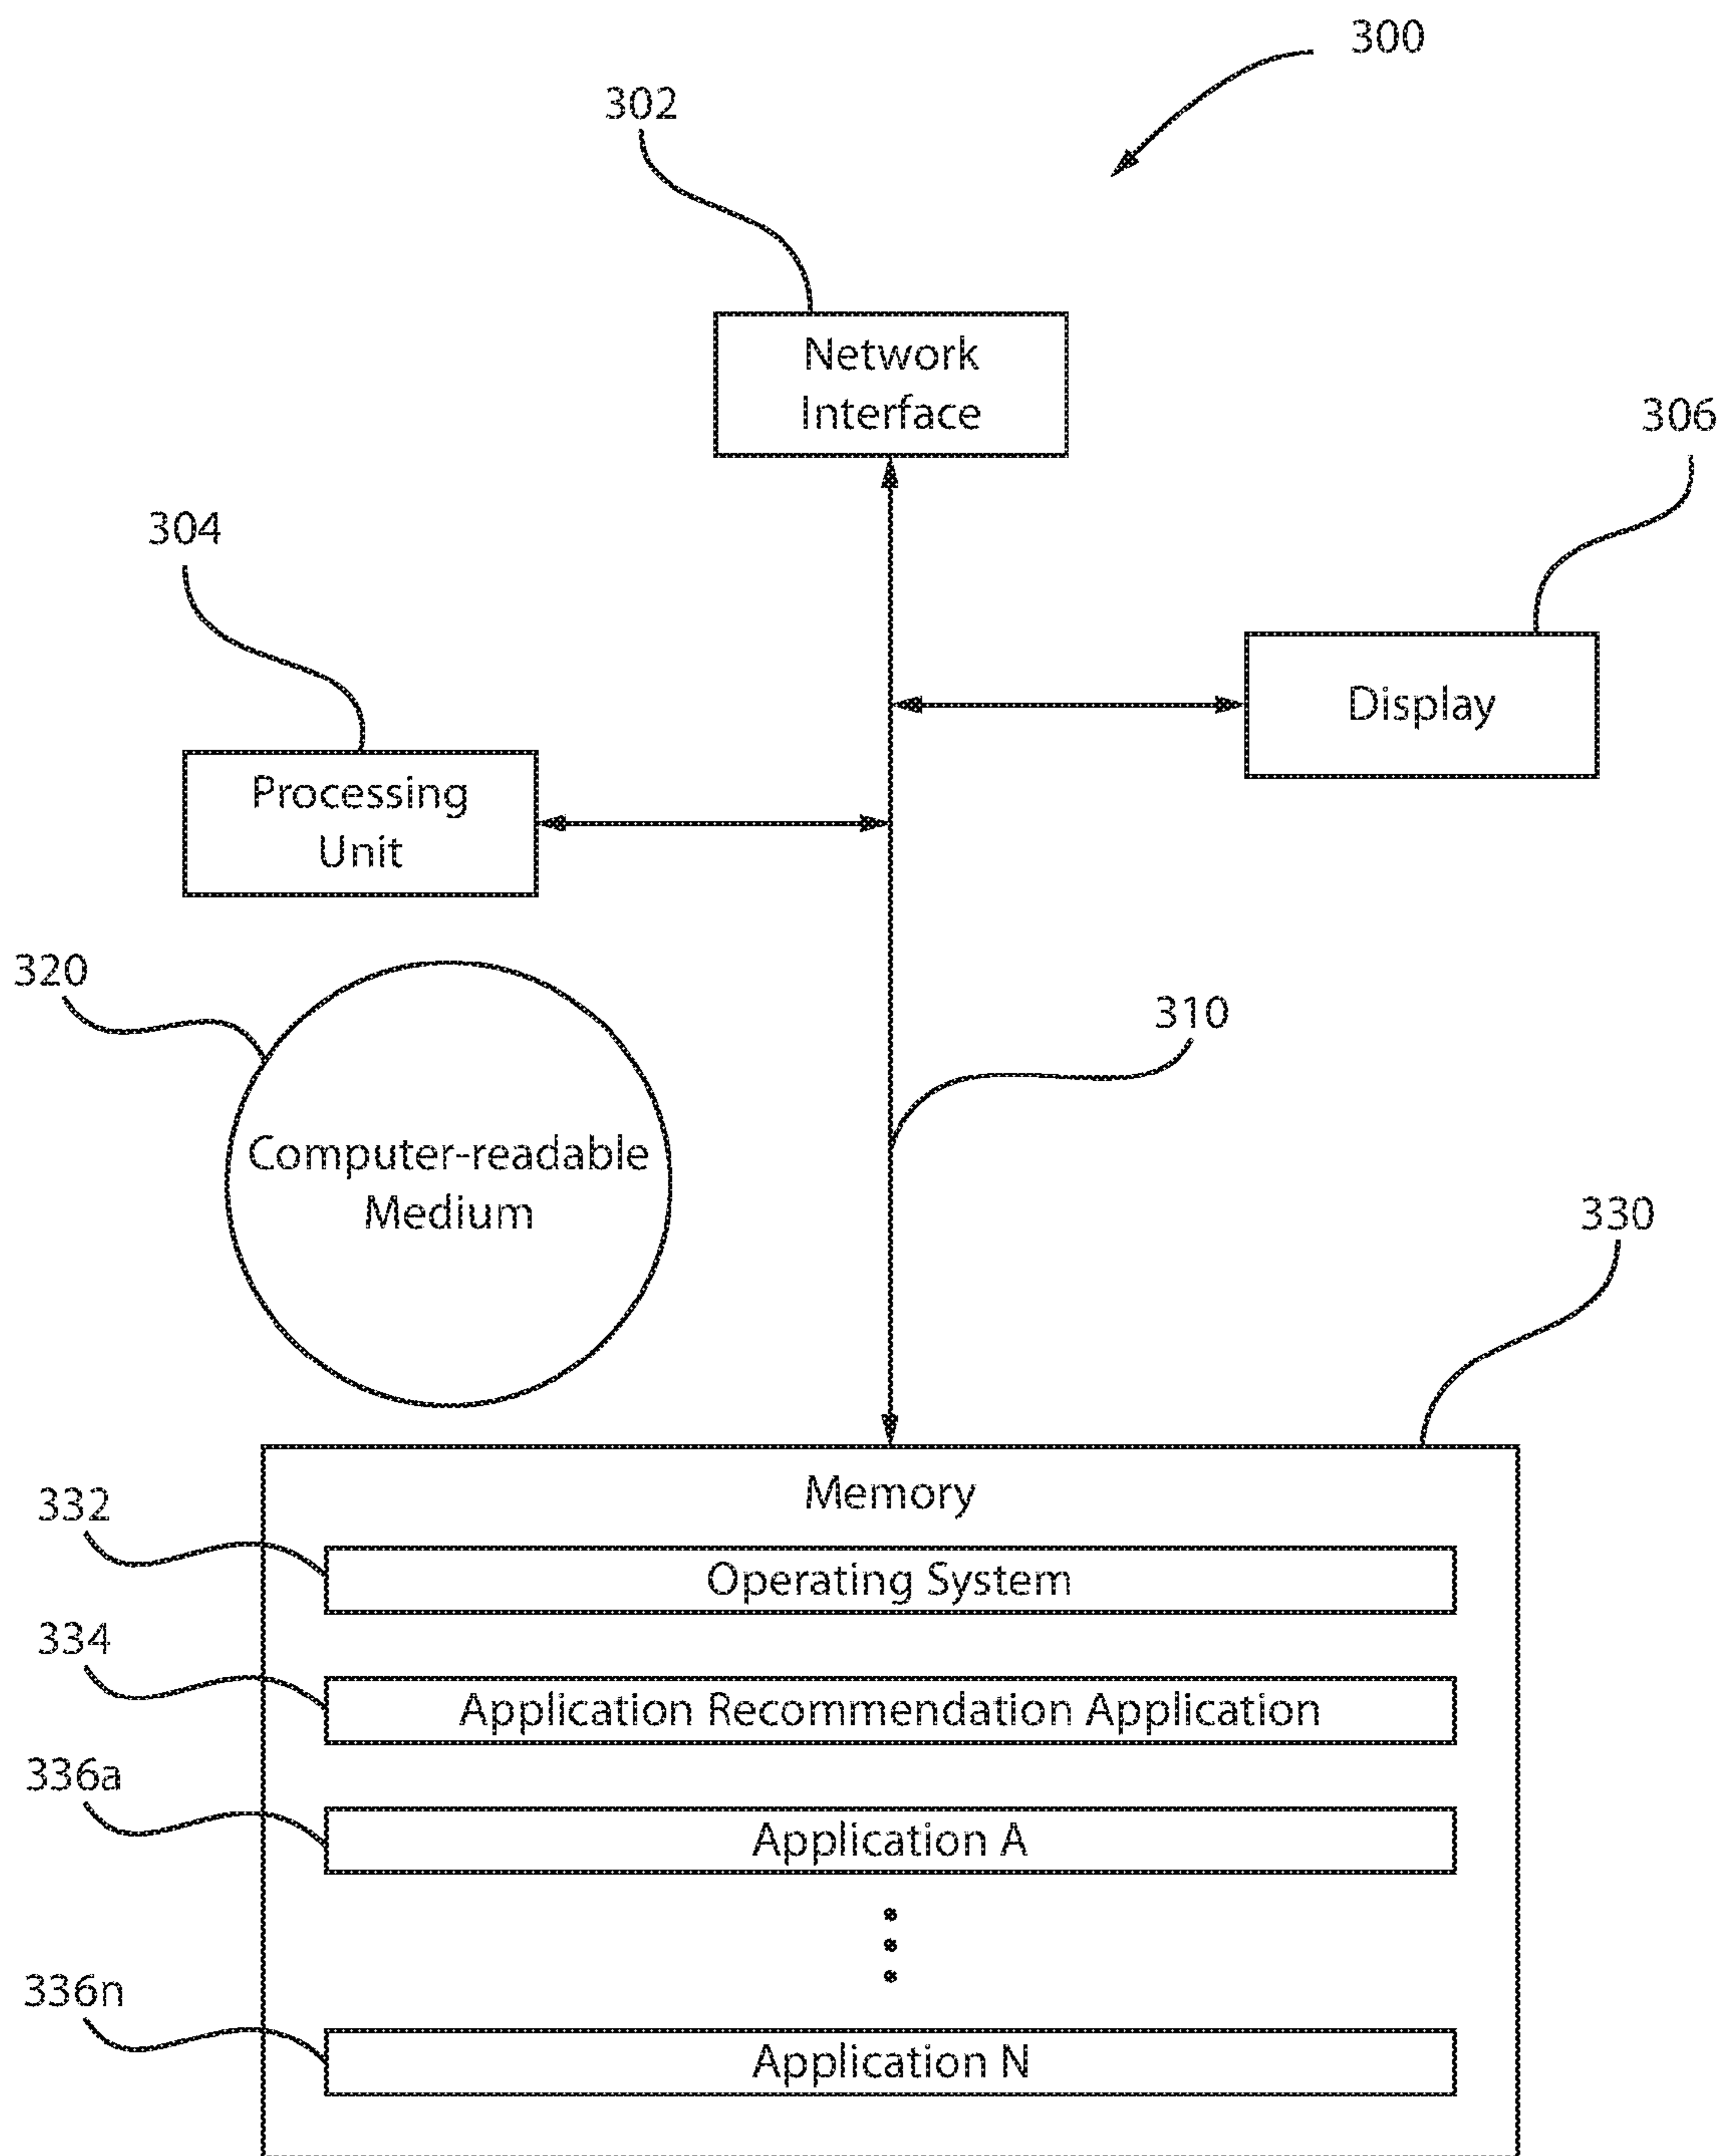 300
302
Network
Interface
306
304
Display
Processing
Unit
320
310
Computer-readable
Medium
330
Memory
332
Operating System
334
Application Recommendation Application
336a
Application A
336n
Application N